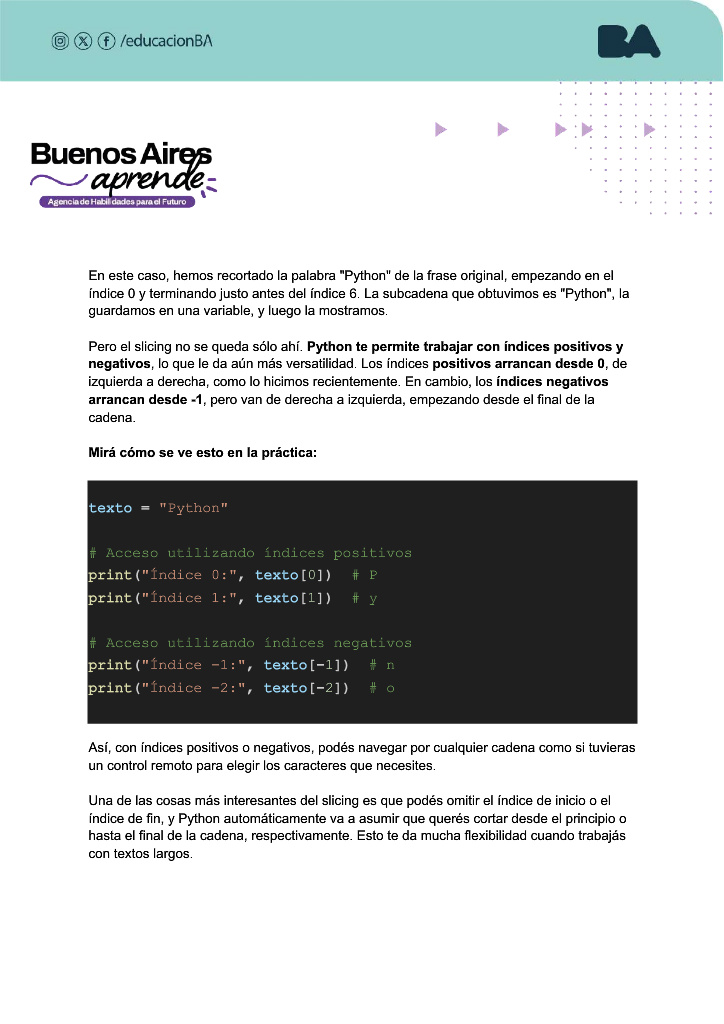 /educacionBA
BA
Buenos Aires
aprende
Agencia de Habilidades para el Futuro
En este caso, hemos recortado la palabra "Python" de la frase original, empezando en el
índice 0 y terminando justo antes del índice 6. La subcadena que obtuvimos es "Python", la
guardamos en una variable, y luego la mostramos.
Pero el slicing no se queda sólo ahí. Python te permite trabajar con índices positivos y
negativos, lo que le da aún más versatilidad. Los índices positivos arrancan desde 0, de
izquierda a derecha, como lo hicimos recientemente. En cambio, los índices negativos
arrancan desde -1, pero van de derecha a izquierda, empezando desde el final de la
cadena.
Mirá cómo se ve esto en la práctica:
texto = "Python"
# Acceso utilizando índices positivos
print("Índice 0:", texto[0])  # P
print("Índice 1:", texto[1])  # y
# Acceso utilizando índices negativos
print("Índice -1:", texto[-1])  # n
print("Índice -2:", texto[-2])  # o
Así, con índices positivos o negativos, podés navegar por cualquier cadena como si tuvieras
un control remoto para elegir los caracteres que necesites.
Una de las cosas más interesantes del slicing es que podés omitir el índice de inicio o el
índice de fin, y Python automáticamente va a asumir que querés cortar desde el principio o
hasta el final de la cadena, respectivamente. Esto te da mucha flexibilidad cuando trabajás
con textos largos.